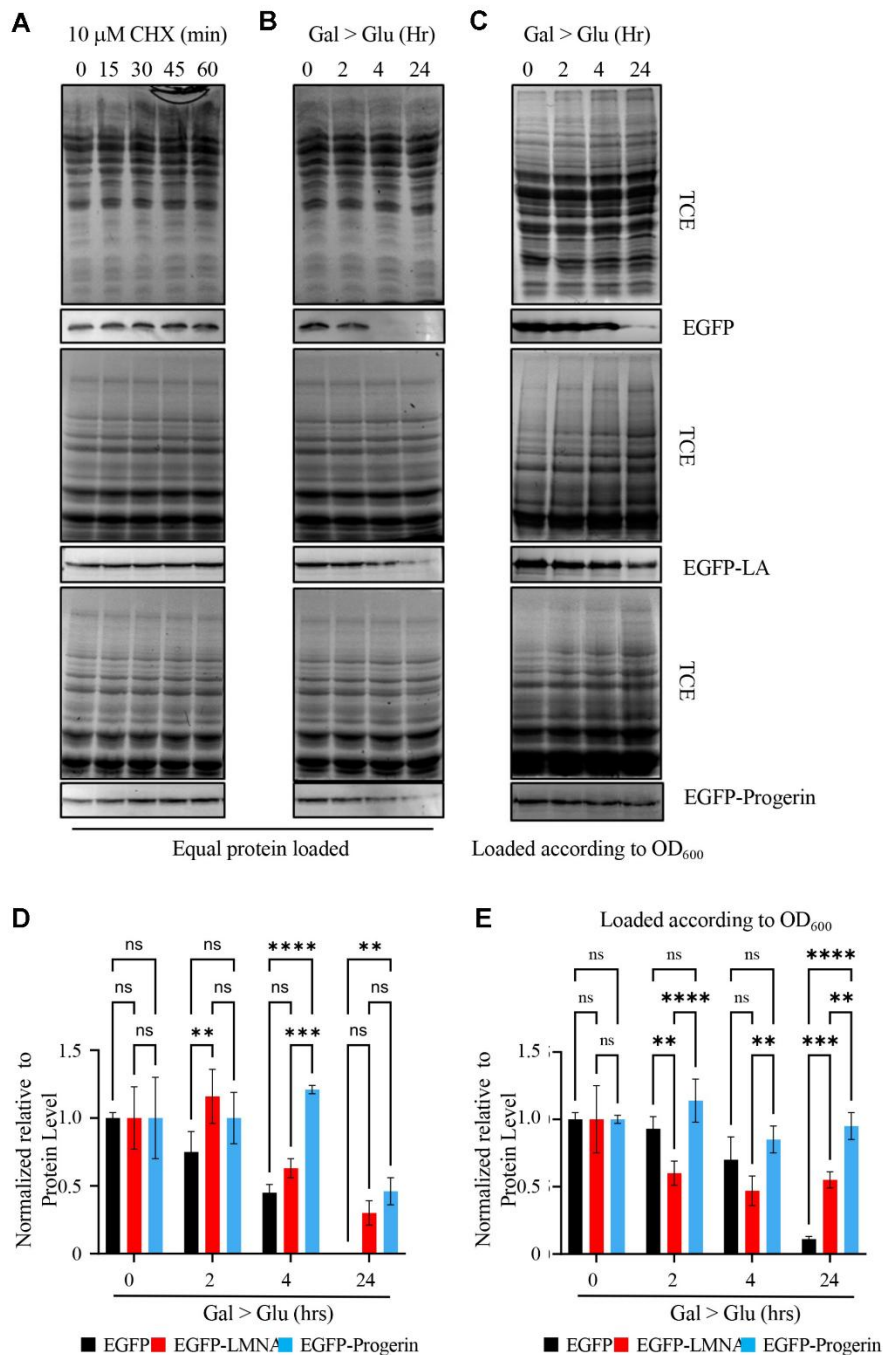 A
10 μM CHX (min)
0 15 30 45 60
B
Gal > Glu (Hr)
0 2 4 24
C
Gal > Glu (Hr)
0 2 4 24
TCE
EGFP
TCE
EGFP-LA
TCE
EGFP-Progerin
Equal protein loaded
Loaded according to OD600
D
ns
ns
ns
ns
ns
**
****
ns
***
**
ns
ns
Normalized relative to
Protein Level
1.5
1.0
0.5
0
0 2 4 24
Gal > Glu (hrs)
EGFP EGFP-LMNA EGFP-Progerin
E
Loaded according to OD600
ns
ns
ns
ns
**
****
ns
ns
**
****
***
**
Normalized relative to
Protein Level
1.5
1.0
0.5
0
0 2 4 24
Gal > Glu (hrs)
EGFP EGFP-LMNA EGFP-Progerin